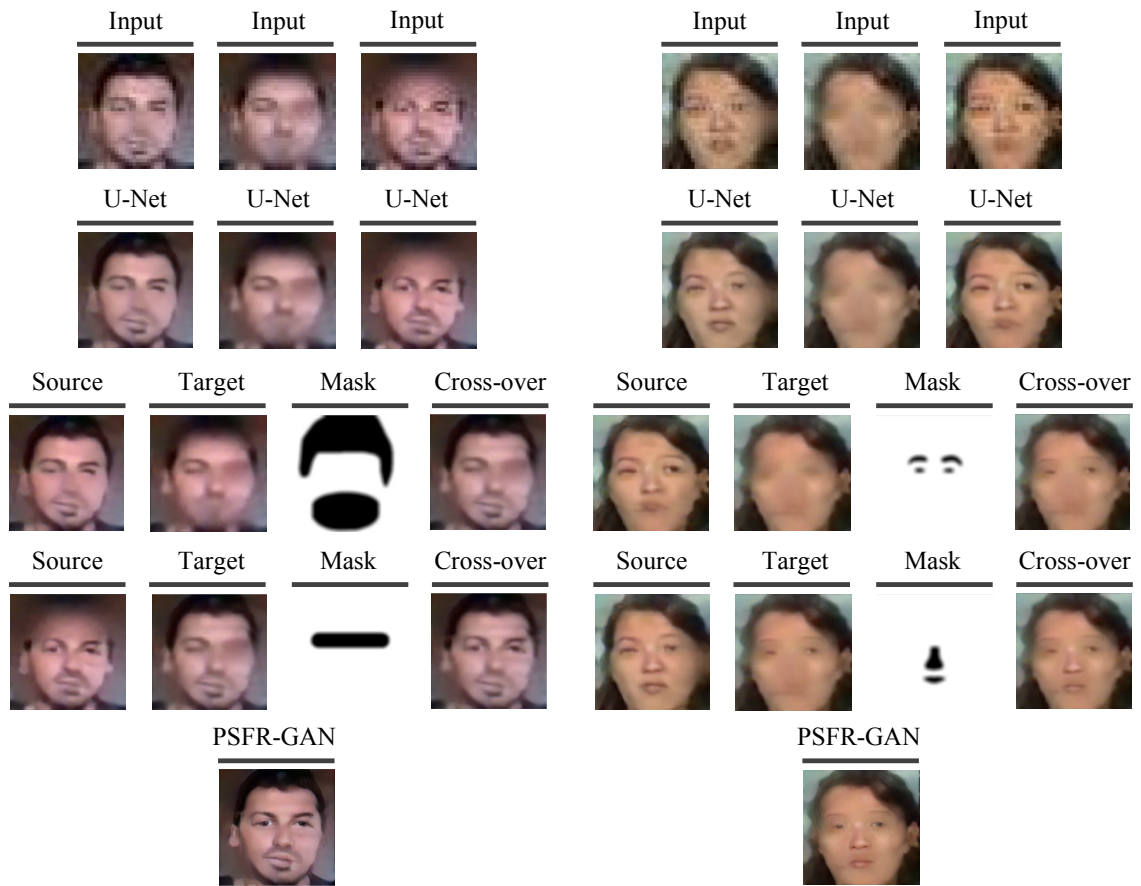 Input Input Input Input Input Input
U-Net U-Net U-Net U-Net U-Net U-Net
Source Target Mask Cross-over Source Target Mask Cross-over
Source Target Mask Cross-over Source Target Mask Cross-over
PSFR-GAN PSFR-GAN